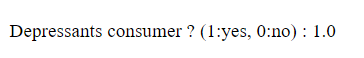 Depressants consumer ? (1:yes, 0:no) : 1.0